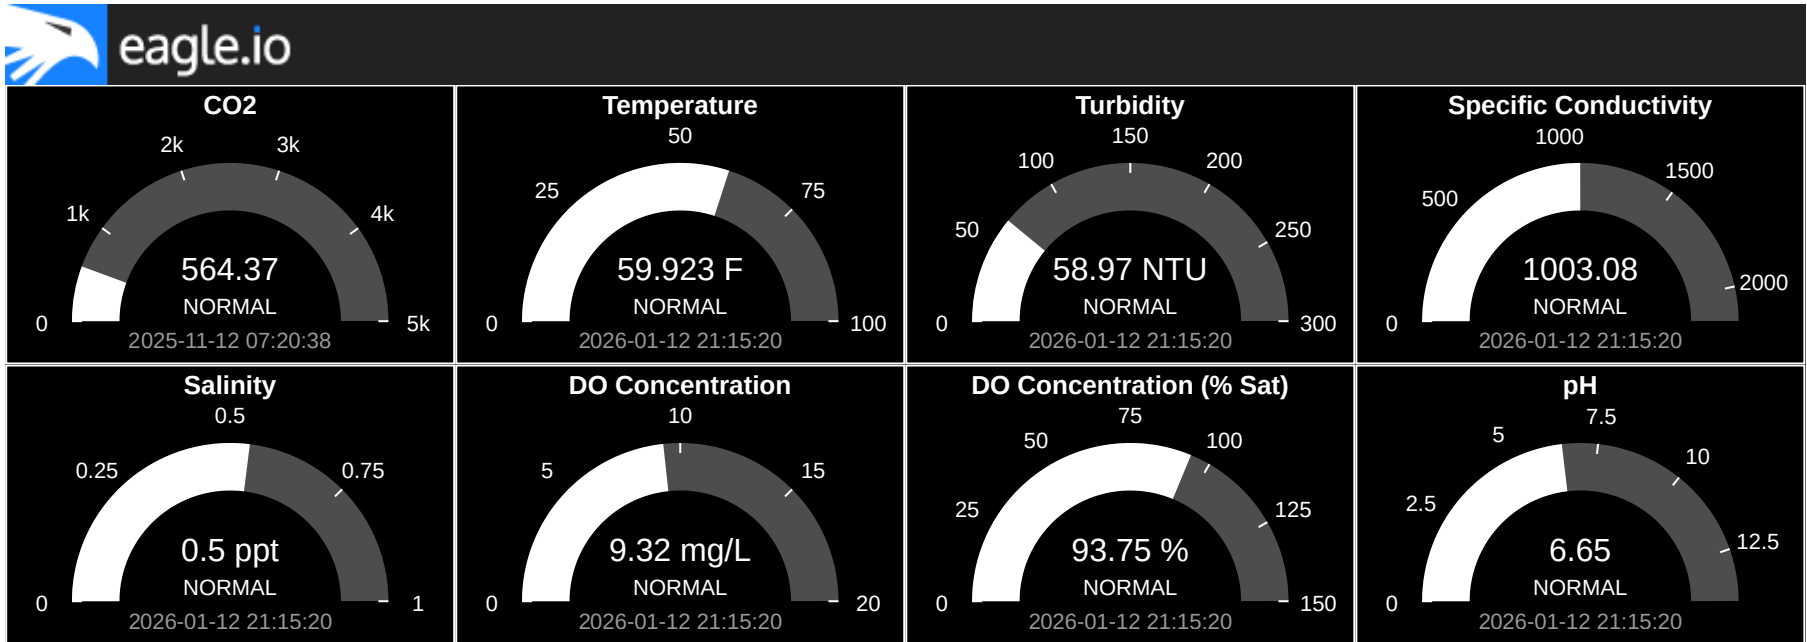 eagle.io
CO2
2k
3k
1k
4k
564.37
NORMAL
0
5k
2025-11-12 07:20:38
Temperature
50
25
75
59.923 F
NORMAL
0
100
2026-01-12 21:15:20
Turbidity
150
100
200
50
250
58.97 NTU
NORMAL
0
300
2026-01-12 21:15:20
Specific Conductivity
1000
1500
500
1003.08
2000
NORMAL
0
2026-01-12 21:15:20
Salinity
0.5
0.25
0.75
0.5 ppt
NORMAL
0
1
2026-01-12 21:15:20
DO Concentration
10
5
15
9.32 mg/L
NORMAL
0
20
2026-01-12 21:15:20
DO Concentration (% Sat)
75
50
100
25
125
93.75 %
NORMAL
0
150
2026-01-12 21:15:20
pH
7.5
5
10
2.5
12.5
6.65
NORMAL
0
2026-01-12 21:15:20